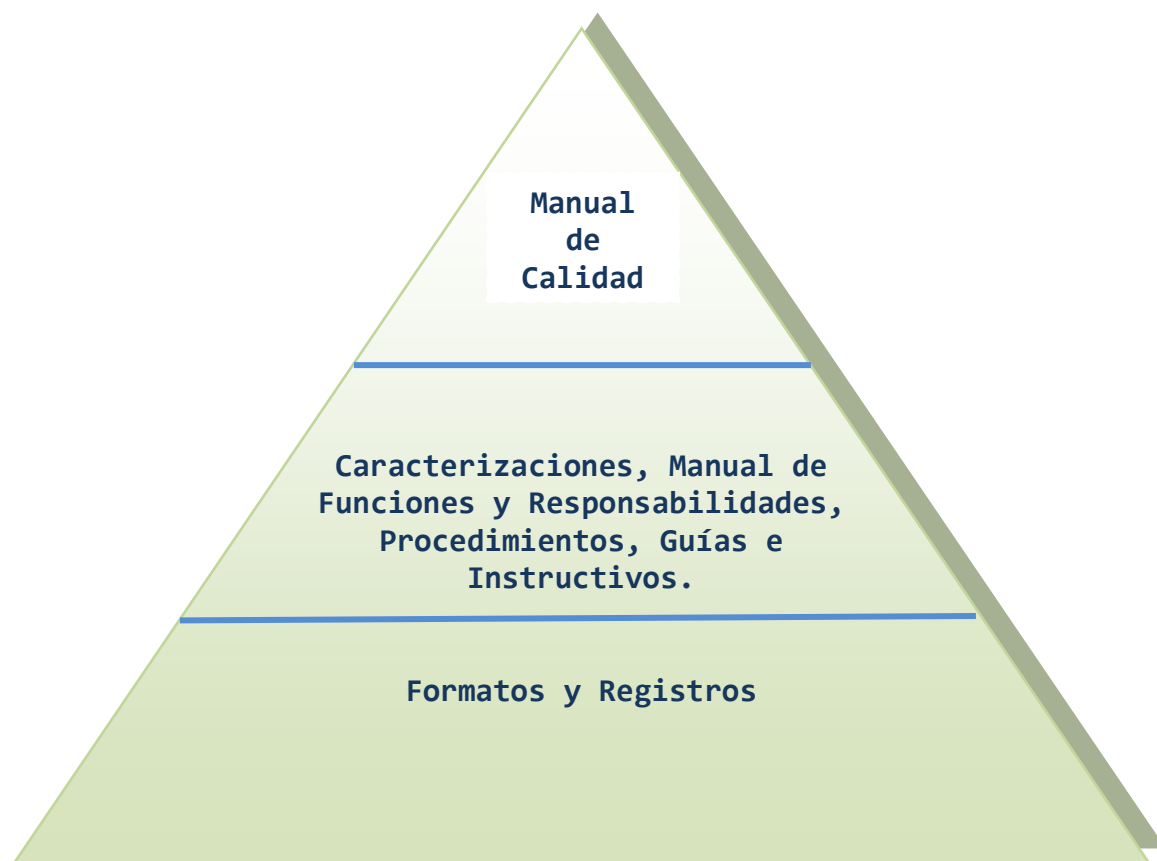 Manual
de
Calidad
Caracterizaciones, Manual de
Funciones y Responsabilidades,
Procedimientos, Guías e
Instructivos.
Formatos y Registros